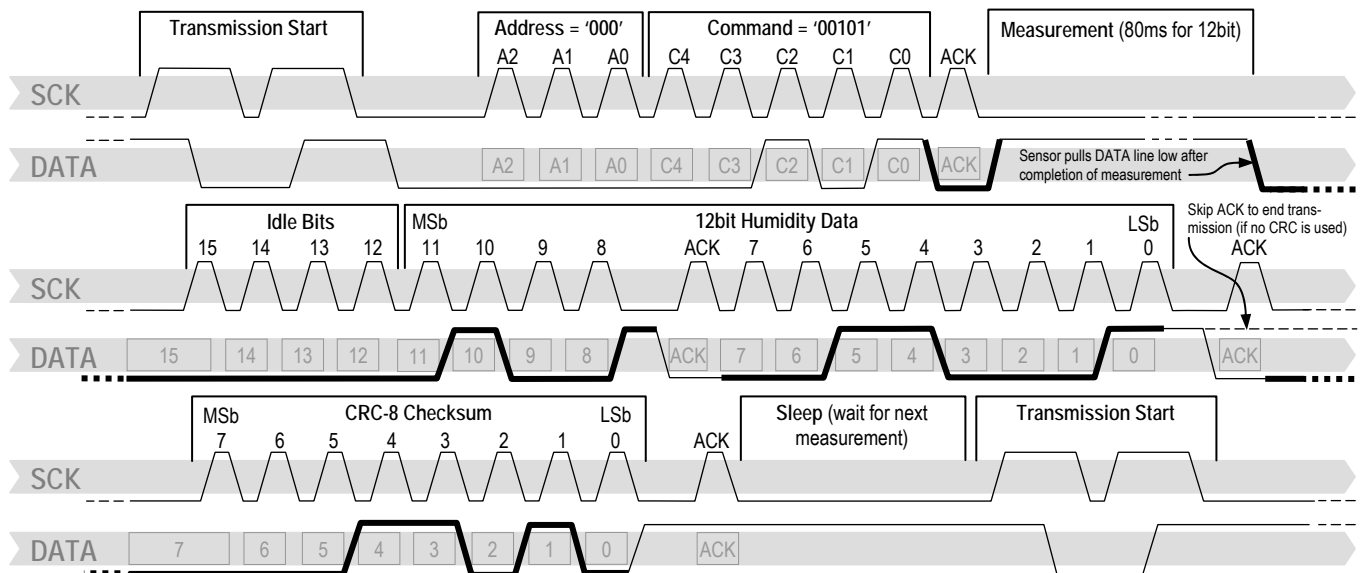 Transmission Start
Address = ‘000’
Command = ‘00101’
Measurement (80ms for 12bit)
A2 A1 A0 C4 C3 C2 C1 C0 ACK
SCK
DATA
A2 A1 A0 C4 C3 C2 C1 C0 ACK
Sensor pulls DATA line low after
completion of measurement
Idle Bits
MSb
12bit Humidity Data
LSb
Skip ACK to end trans-
mission (if no CRC is used)
15 14 13 12 11 10 9 8 ACK 7 6 5 4 3 2 1 0 ACK
SCK
DATA
15 14 13 12 11 10 9 8 ACK 7 6 5 4 3 2 1 0 ACK
MSb
CRC-8 Checksum
LSb
Sleep (wait for next
measurement)
Transmission Start
7 6 5 4 3 2 1 0 ACK
SCK
DATA
7 6 5 4 3 2 1 0 ACK